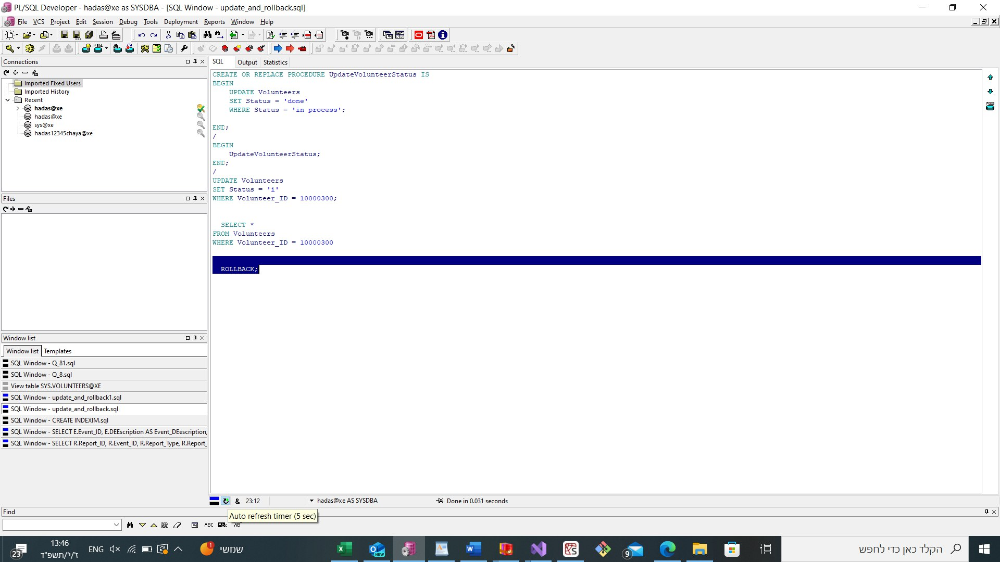 PL/SQL Developer - hadas@xe as SYSDBA - [SQL Window - update_and_rollback.sql]
File VCS Project Edit Session Debug Tools Deployment Reports Window Help
Connections
Imported Fixed Users
Imported History
Recent
hadas@xe
hadas@xe
sys@xe
hadas12345chaya@xe
Files
Window list
Window list Templates
SQL Window - Q_81.sql
SQL Window - Q_8.sql
View table SYS.VOLUNTEERS@XE
SQL Window - update_and_rollback1.sql
SQL Window - update_and_rollback.sql
SQL Window - CREATE INDEXIM.sql
SQL Window - SELECT E.Event_ID, E.DEEscription AS Event_DEescription,
SQL Window - SELECT R.Report_ID, R.Event_ID, R.Report_Type, R.Report_
SQL Output Statistics
CREATE OR REPLACE PROCEDURE UpdateVolunteerStatus IS
BEGIN
UPDATE Volunteers
SET Status = 'done'
WHERE Status = 'in process';
END;
/
BEGIN
UpdateVolunteerStatus;
END;
/
UPDATE Volunteers
SET Status = 'i'
WHERE Volunteer_ID = 10000300;
SELECT *
FROM Volunteers
WHERE Volunteer_ID = 10000300
ROLLBACK;
& 23:12 hadas@xe AS SYSDBA Done in 0.031 seconds
Find
Auto refresh timer (5 sec)
ABC
13:46
ז'/י'/תשפ"ד
23
ENG
1
שמשי
NEW
9
הקלד כאן כדי לחפש